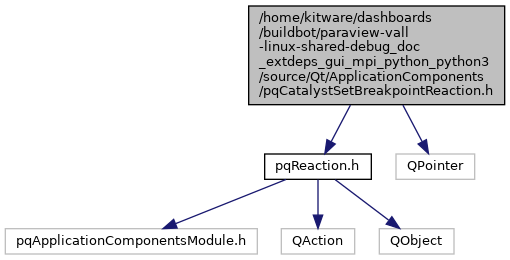 /home/kitware/dashboards
/buildbot/paraview-vall
-linux-shared-debug_doc
_extdeps_gui_mpi_python_python3
/source/Qt/ApplicationComponents
/pqCatalystSetBreakpointReaction.h
pqReaction.h
QPointer
pqApplicationComponentsModule.h
QAction
QObject